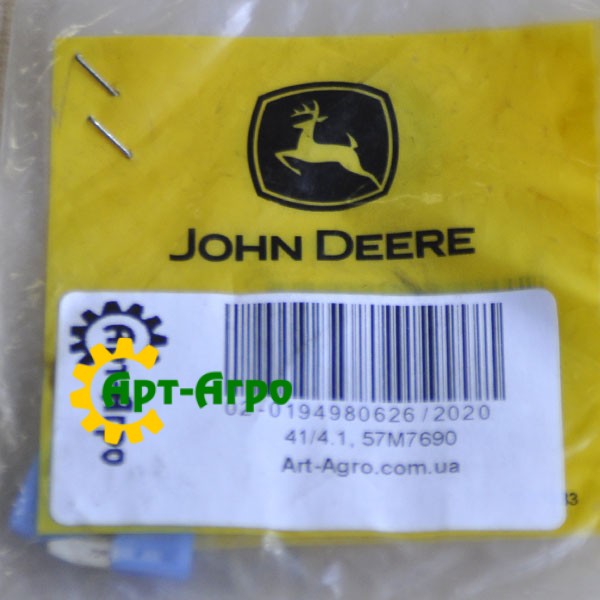 JOHN DEERE
Арт-Агро
02-0194980626/2020
41/4.1, 57M7690
Art-Agro.com.ua